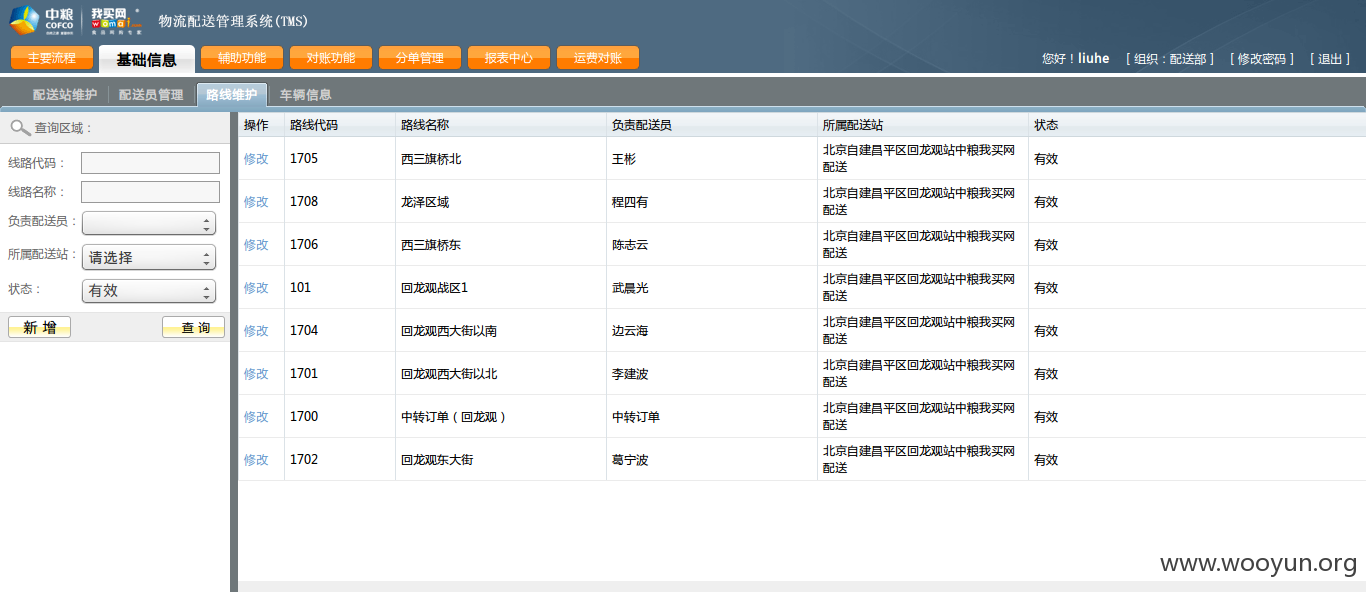 中粮 COFCO 我买网 womai.com 物流配送管理系统(TMS)
主要流程 基础信息 辅助功能 对账功能 分单管理 报表中心 运费对账
您好！liuhe [ 组织：配送部 ] [ 修改密码 ] [ 退出 ]
配送站维护 配送员管理 路线维护 车辆信息
查询区域：
线路代码：
线路名称：
负责配送员：
所属配送站： 请选择
状态： 有效
新 增 查 询
操作 路线代码 路线名称 负责配送员 所属配送站 状态
修改 1705 西三旗桥北 王彬 北京自建昌平区回龙观站中粮我买网 有效
配送
修改 1708 龙泽区域 程四有 北京自建昌平区回龙观站中粮我买网 有效
配送
修改 1706 西三旗桥东 陈志云 北京自建昌平区回龙观站中粮我买网 有效
配送
修改 101 回龙观战区1 武晨光 北京自建昌平区回龙观站中粮我买网 有效
配送
修改 1704 回龙观西大街以南 边云海 北京自建昌平区回龙观站中粮我买网 有效
配送
修改 1701 回龙观西大街以北 李建波 北京自建昌平区回龙观站中粮我买网 有效
配送
修改 1700 中转订单（回龙观） 中转订单 北京自建昌平区回龙观站中粮我买网 有效
配送
修改 1702 回龙观东大街 葛宁波 北京自建昌平区回龙观站中粮我买网 有效
配送
www.wooyun.org